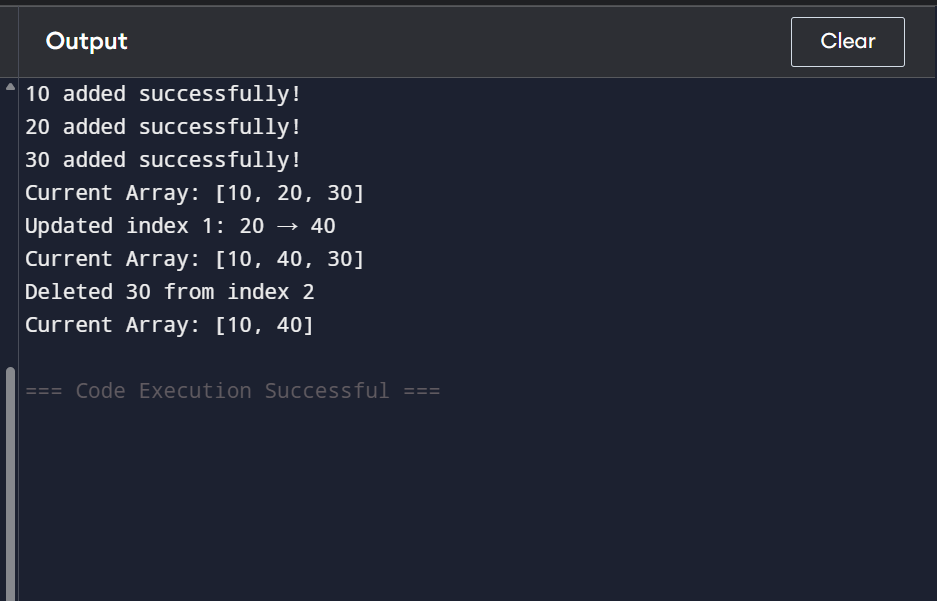 Output
Clear
10 added successfully!
20 added successfully!
30 added successfully!
Current Array: [10, 20, 30]
Updated index 1: 20 → 40
Current Array: [10, 40, 30]
Deleted 30 from index 2
Current Array: [10, 40]
=== Code Execution Successful ===